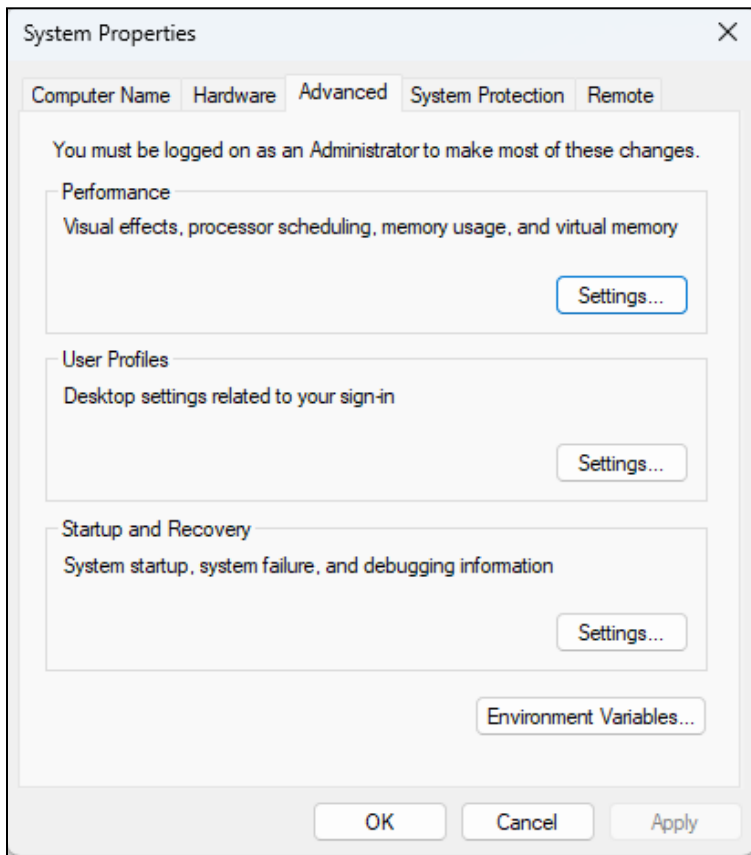 System Properties
Computer Name Hardware Advanced System Protection Remote
You must be logged on as an Administrator to make most of these changes.
Performance
Visual effects, processor scheduling, memory usage, and virtual memory
Settings...
User Profiles
Desktop settings related to your sign-in
Settings...
Startup and Recovery
System startup, system failure, and debugging information
Settings...
Environment Variables...
OK Cancel Apply